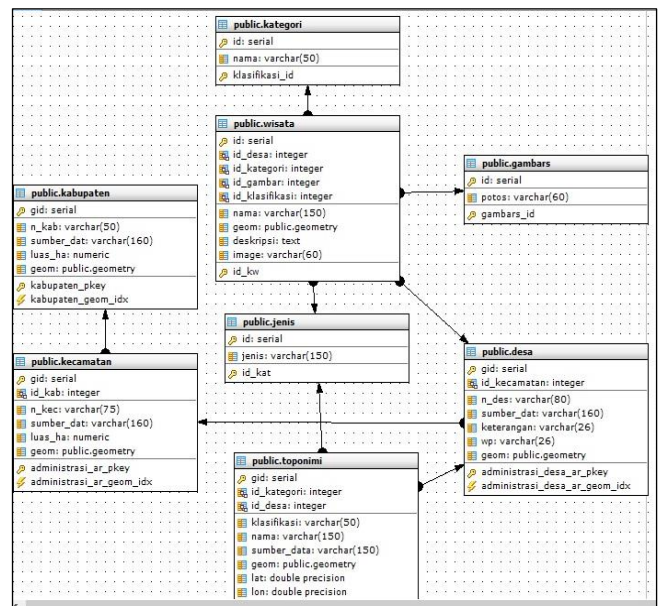 public.kategori
id: serial
nama: varchar(50)
klasifikasi_id
public.wisata
id: serial
id_desa: integer
id_kategori: integer
id_gambar: integer
id_klasifikasi: integer
nama: varchar(150)
geom: public.geometry
deskripsi: text
image: varchar(60)
id_kw
public.gambars
id: serial
potos: varchar(60)
gambars_id
public.kabupaten
gid: serial
n_kab: varchar(50)
sumber_dat: varchar(160)
luas_ha: numeric
geom: public.geometry
kabupaten_pkey
kabupaten_geom_idx
public.jenis
id: serial
jenis: varchar(150)
id_kat
public.kecamatan
gid: serial
id_kab: integer
n_kec: varchar(75)
sumber_dat: varchar(160)
luas_ha: numeric
geom: public.geometry
administrasi_ar_pkey
administrasi_ar_geom_idx
public.desa
gid: serial
id_kecamatan: integer
n_des: varchar(80)
sumber_dat: varchar(160)
keterangan: varchar(26)
wp: varchar(26)
geom: public.geometry
administrasi_desa_ar_pkey
administrasi_desa_ar_geom_idx
public.toponimi
gid: serial
id_kategori: integer
id_desa: integer
klasifikasi: varchar(50)
nama: varchar(150)
sumber_data: varchar(150)
geom: public.geometry
lat: double precision
lon: double precision